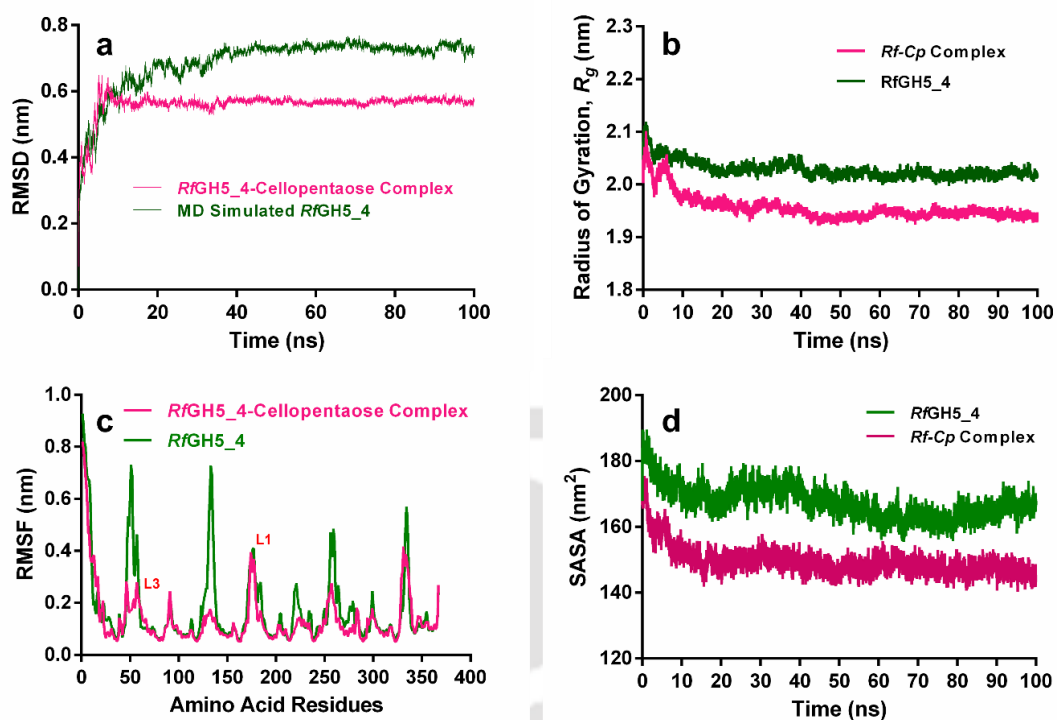 a
RMSD (nm)
0.8
0.6
0.4
0.2
0.0
RfGH5_4-Cellopentaose Complex
MD Simulated RfGH5_4
0 20 40 60 80 100
Time (ns)
b
Radius of Gyration, Rg (nm)
2.3
2.2
2.1
2.0
1.9
1.8
Rf-Cp Complex
RfGH5_4
0 10 20 30 40 50 60 70 80 90 100
Time (ns)
c
RMSF (nm)
1.0
0.8
0.6
0.4
0.2
0.0
RfGH5_4-Cellopentaose Complex
RfGH5_4
L1
L3
0 50 100 150 200 250 300 350 400
Amino Acid Residues
d
SASA (nm2)
200
180
160
140
120
RfGH5_4
Rf-Cp Complex
0 10 20 30 40 50 60 70 80 90 100
Time (ns)